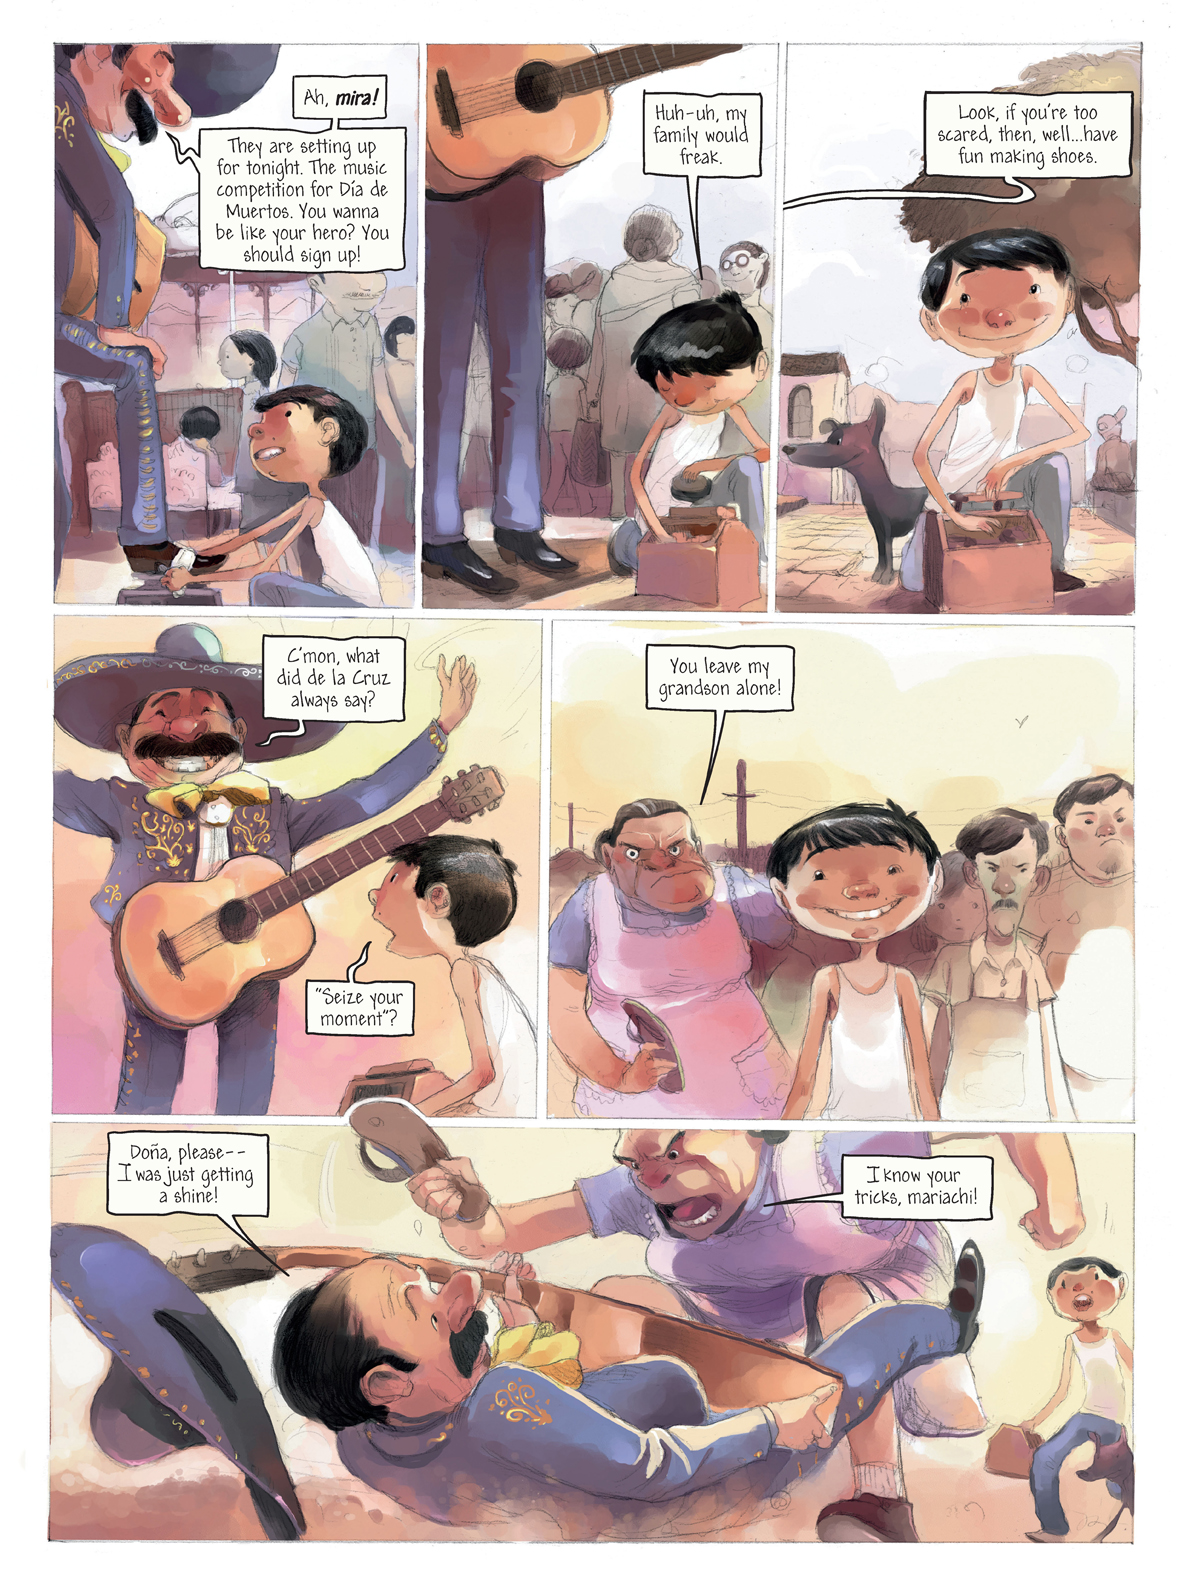 Ah, mira!
They are setting up
for tonight. The music
competition for Día de
Muertos. You wanna
be like your hero? You
should sign up!
Huh-uh, my
family would
freak.
Look, if you're too
scared, then, well...have
fun making shoes.
C'mon, what
did de la Cruz
always say?
"Seize your
moment"?
You leave my
grandson alone!
Doña, please--
I was just getting
a shine!
I know your
tricks, mariachi!